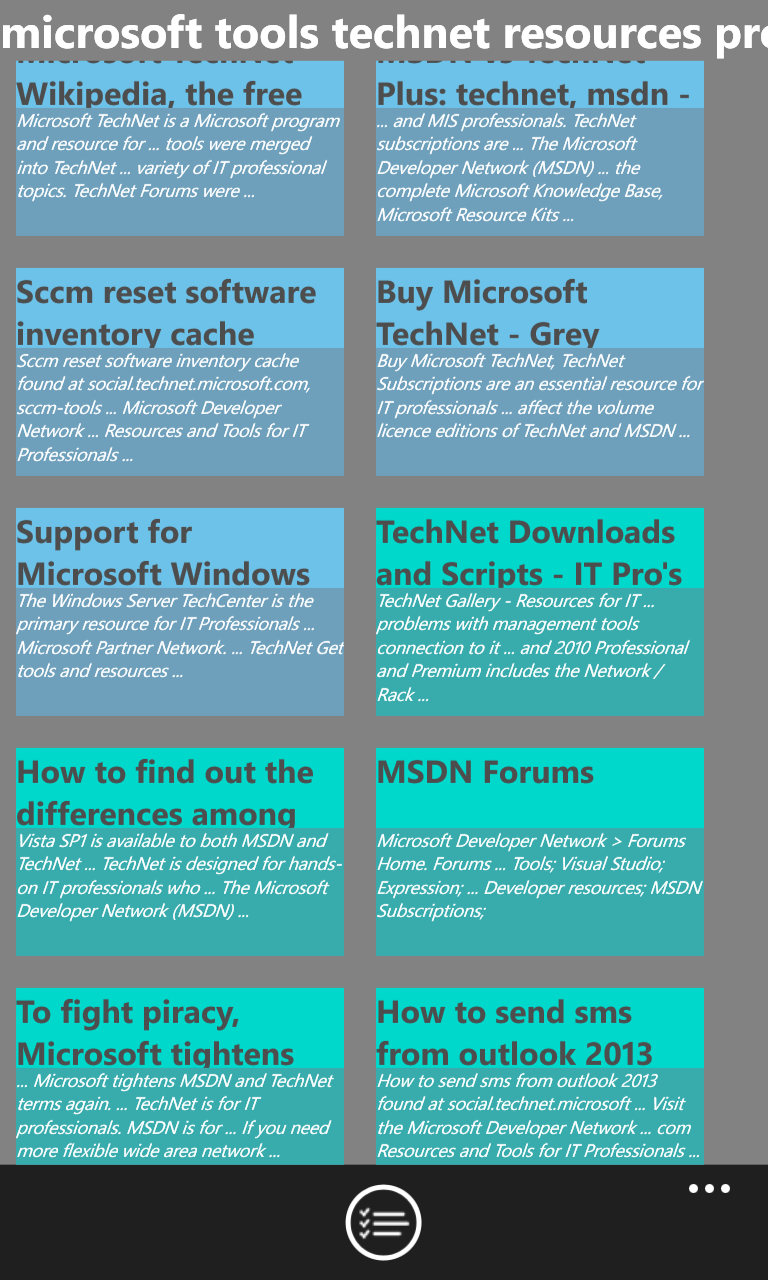 microsoft tools technet resources pro
Microsoft TechNet
Wikipedia, the free
Microsoft TechNet is a Microsoft program
and resource for ... tools were merged
into TechNet ... variety of IT professional
topics. TechNet Forums were ...
MSDN vs TechNet
Plus: technet, msdn -
... and MIS professionals. TechNet
subscriptions are ... The Microsoft
Developer Network (MSDN) ... the
complete Microsoft Knowledge Base,
Microsoft Resource Kits ...
Sccm reset software
inventory cache
Sccm reset software inventory cache
found at social.technet.microsoft.com,
sccm-tools ... Microsoft Developer
Network ... Resources and Tools for IT
Professionals ...
Buy Microsoft
TechNet - Grey
Buy Microsoft TechNet, TechNet
Subscriptions are an essential resource for
IT professionals ... affect the volume
licence editions of TechNet and MSDN ...
Support for
Microsoft Windows
The Windows Server TechCenter is the
primary resource for IT Professionals ...
Microsoft Partner Network. ... TechNet Get
tools and resources ...
TechNet Downloads
and Scripts - IT Pro's
TechNet Gallery - Resources for IT ...
problems with management tools
connection to it ... and 2010 Professional
and Premium includes the Network /
Rack ...
How to find out the
differences among
Vista SP1 is available to both MSDN and
TechNet ... TechNet is designed for hands-
on IT professionals who ... The Microsoft
Developer Network (MSDN) ...
MSDN Forums
Microsoft Developer Network > Forums
Home. Forums ... Tools; Visual Studio;
Expression; ... Developer resources; MSDN
Subscriptions;
To fight piracy,
Microsoft tightens
... Microsoft tightens MSDN and TechNet
terms again. ... TechNet is for IT
professionals. MSDN is for ... If you need
more flexible wide area network ...
How to send sms
from outlook 2013
How to send sms from outlook 2013
found at social.technet.microsoft ... Visit
the Microsoft Developer Network ... com
Resources and Tools for IT Professionals ...